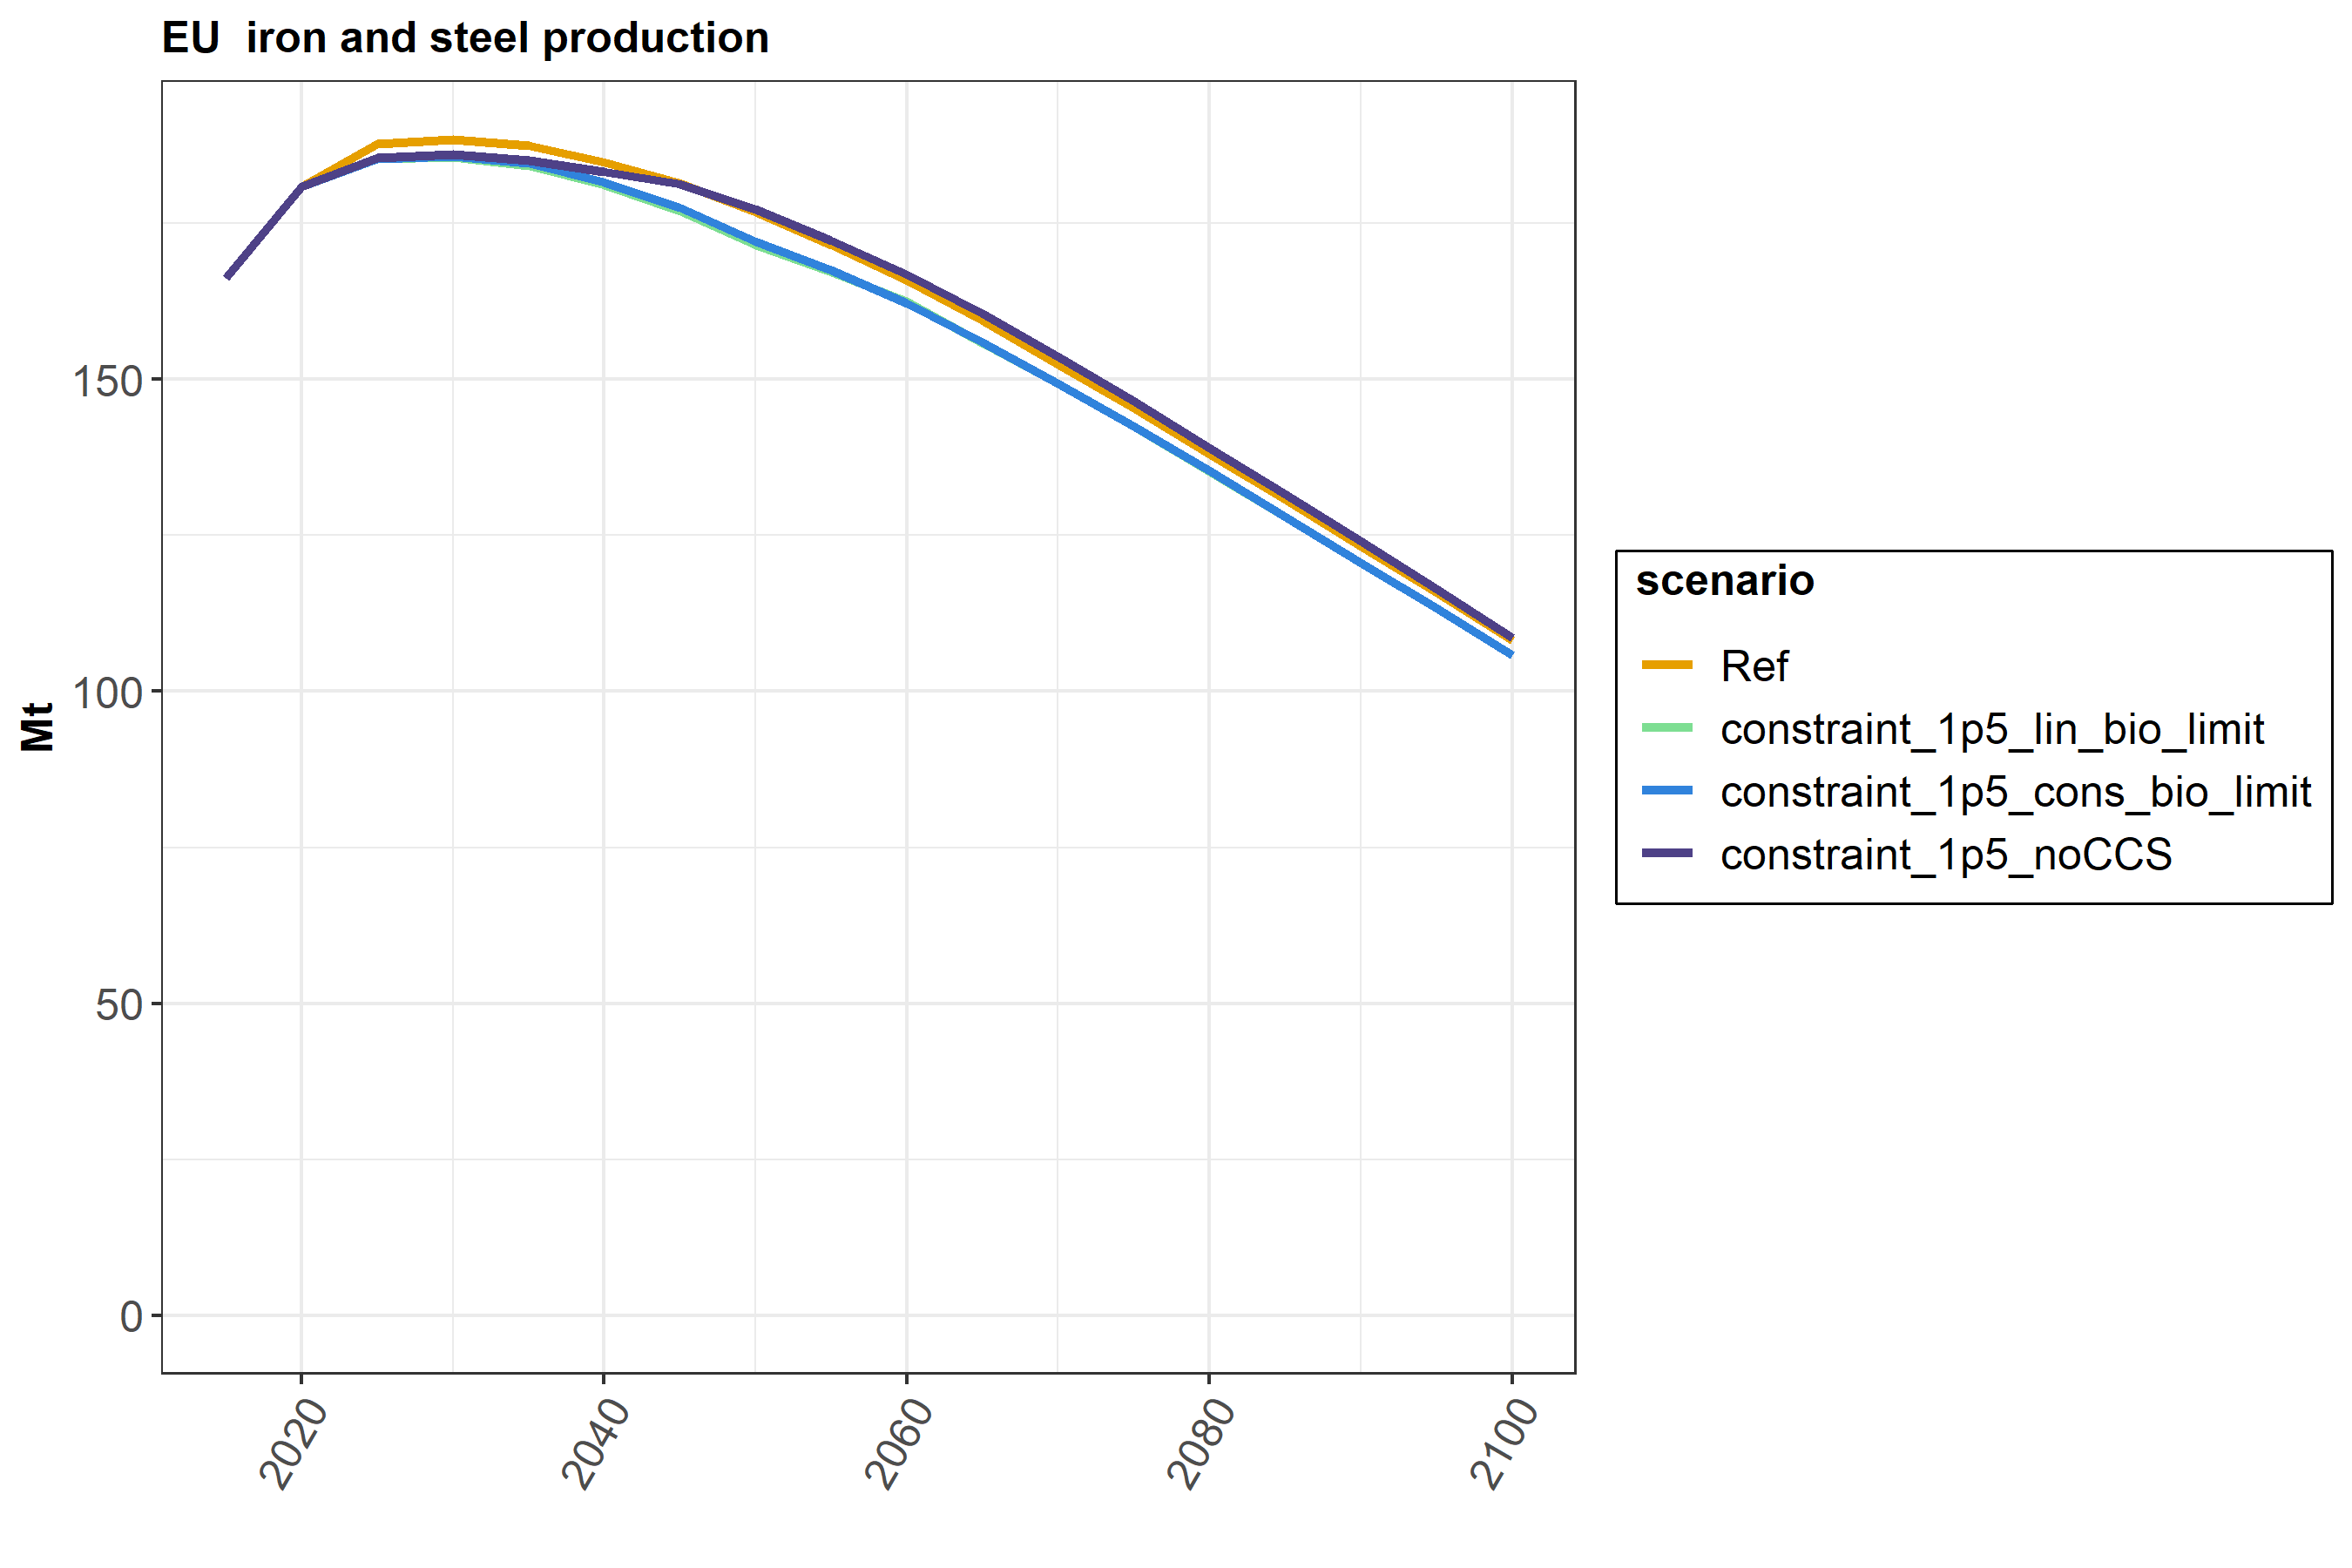 EU  iron and steel production
Mt
150
100
50
0
2020
2040
2060
2080
2100
scenario
Ref
constraint_1p5_lin_bio_limit
constraint_1p5_cons_bio_limit
constraint_1p5_noCCS